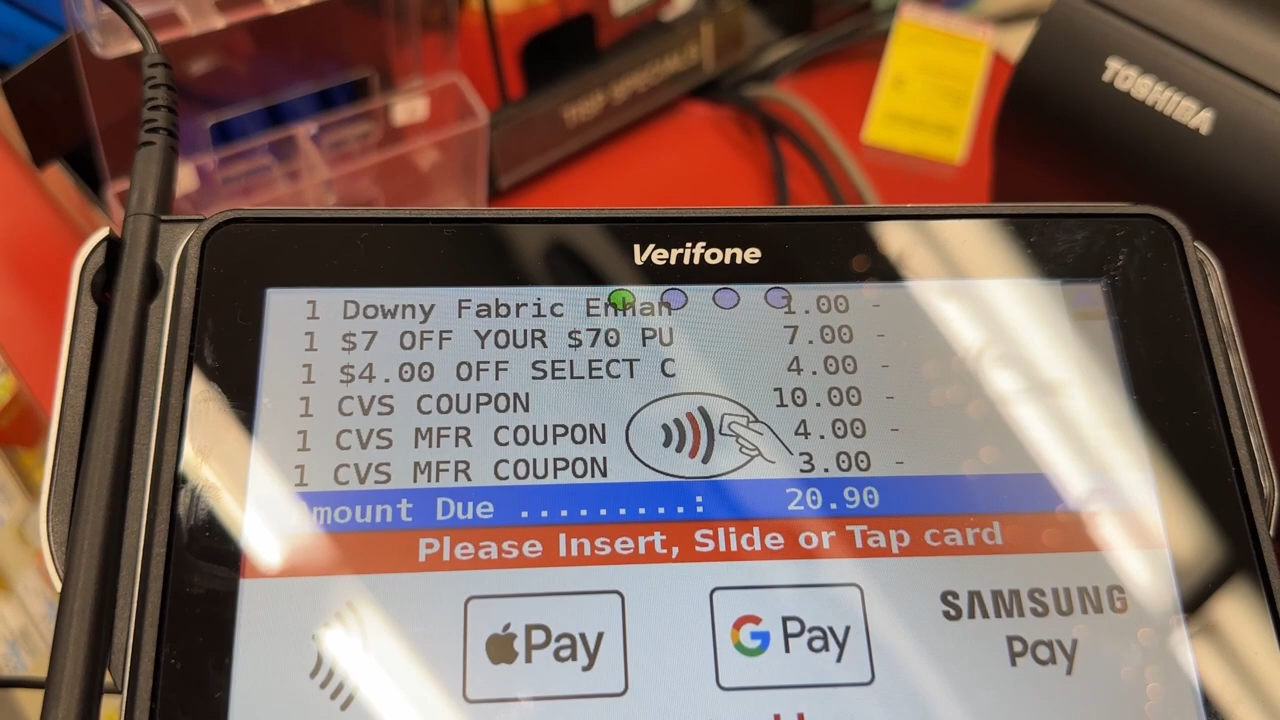 TOSHIBA
Verifone
1 Downy Fabric Enhan 1.00 -
1 $7 OFF YOUR $70 PU 7.00 -
1 $4.00 OFF SELECT C 4.00 -
1 CVS COUPON 10.00 -
1 CVS MFR COUPON 4.00 -
1 CVS MFR COUPON 3.00 -
Amount Due .........: 20.90
Please Insert, Slide or Tap card
Pay
G Pay
SAMSUNG
Pay